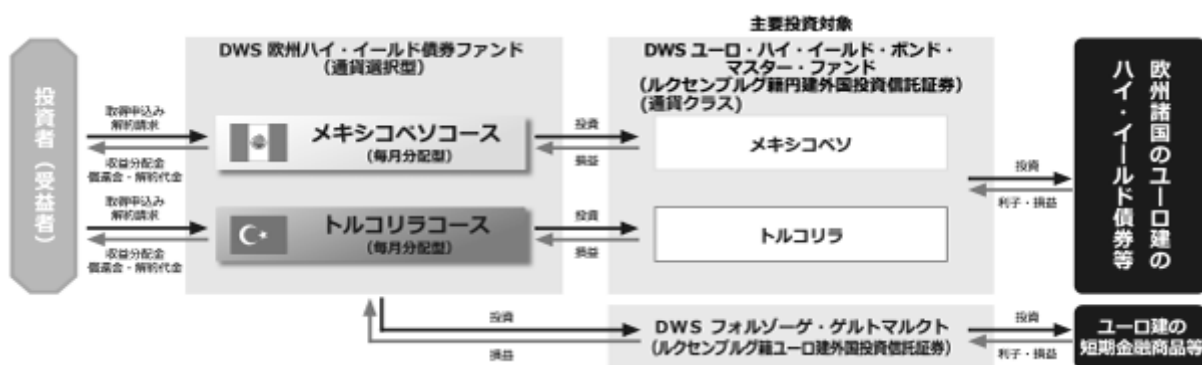 投資者（受益者）
DWS 欧州ハイ・イールド債券ファンド
（通貨選択型）
取得申込み
解約請求
収益分配金
償還金・解約代金
メキシコペソコース
（毎月分配型）
取得申込み
解約請求
収益分配金
償還金・解約代金
トルコリラコース
（毎月分配型）
投資
損益
投資
損益
主要投資対象
DWS ユーロ・ハイ・イールド・ボンド・
マスター・ファンド
（ルクセンブルグ籍円建外国投資信託証券）
(通貨クラス)
メキシコペソ
トルコリラ
投資
利子・損益
欧州諸国のユーロ建の
ハイ・イールド債券等
投資
損益
DWS フォルゾーゲ・ゲルトマルクト
（ルクセンブルグ籍ユーロ建外国投資信託証券）
投資
利子・損益
ユーロ建の
短期金融商品等